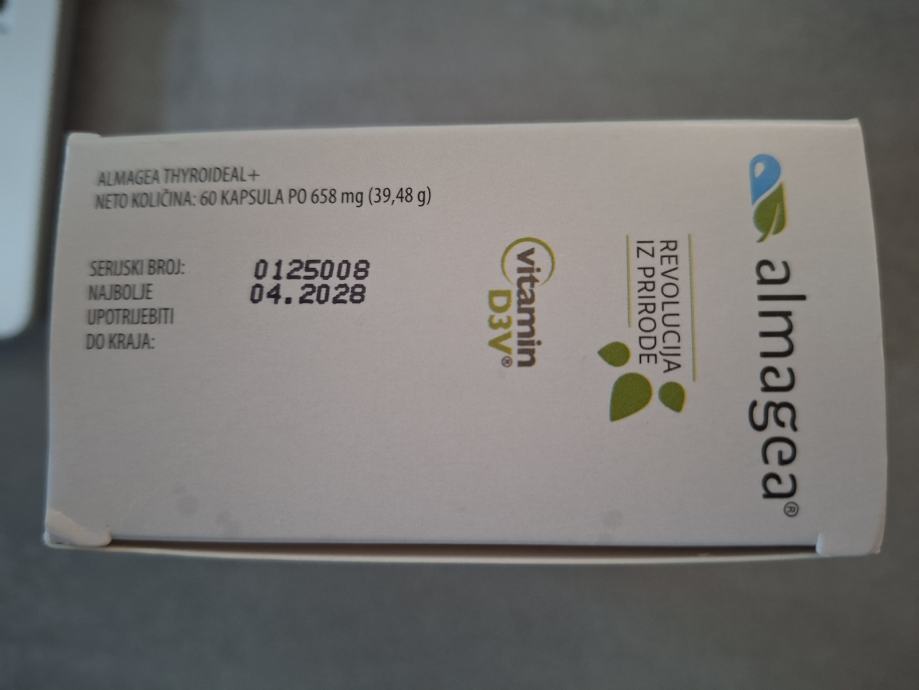 ALMAGEA THYROIDEAL+
NETO KOLIČINA: 60 KAPSULA PO 658 mg (39,48 g)
SERIJSKI BROJ: 0125008
NAJBOLJE 04.2028
UPOTRIJEBITI
DO KRAJA:
vitamin
D3V®
REVOLUCIJA
IZ PRIRODE
almagea®